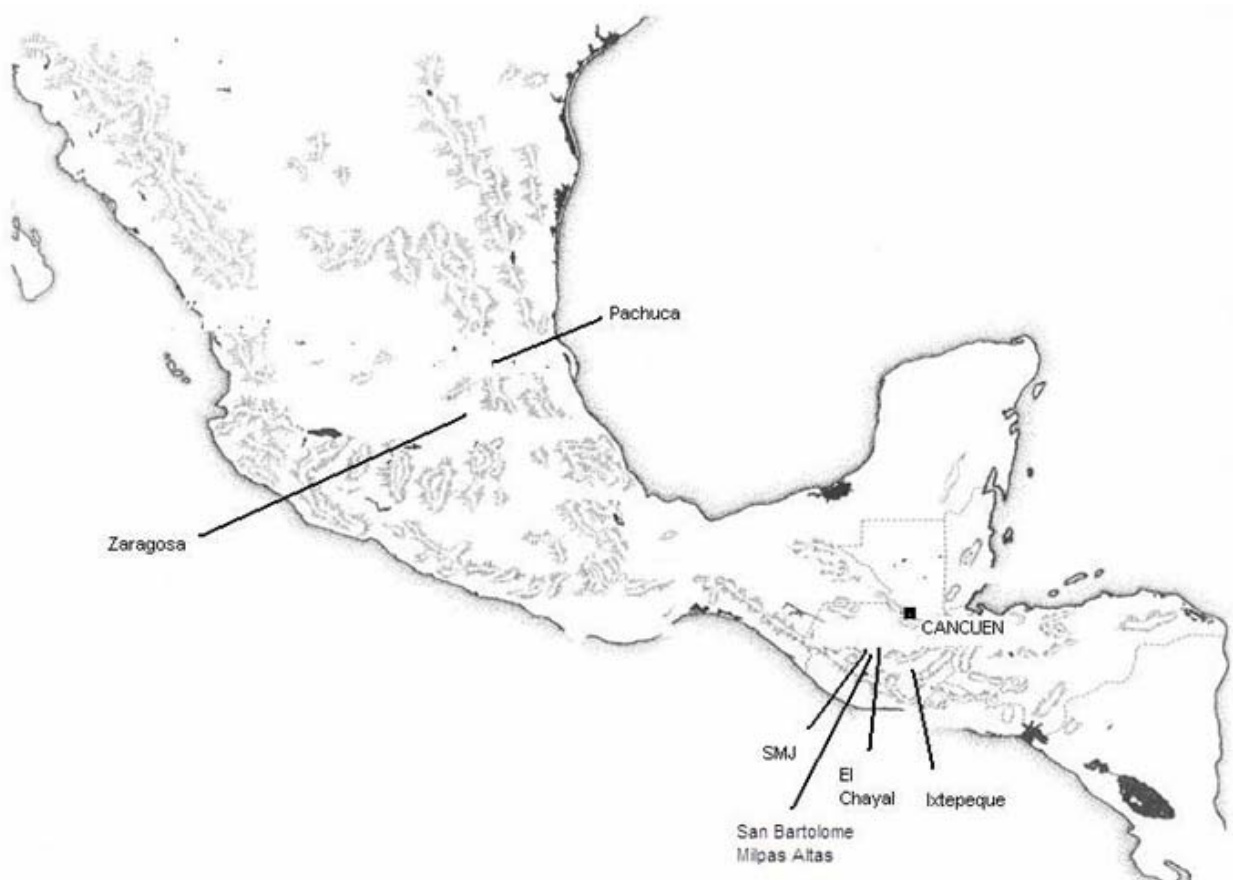 Pachuca
Zaragosa
CANCUEN
SMJ
El
Chayal
Ixtepeque
San Bartolome
Milpas Altas